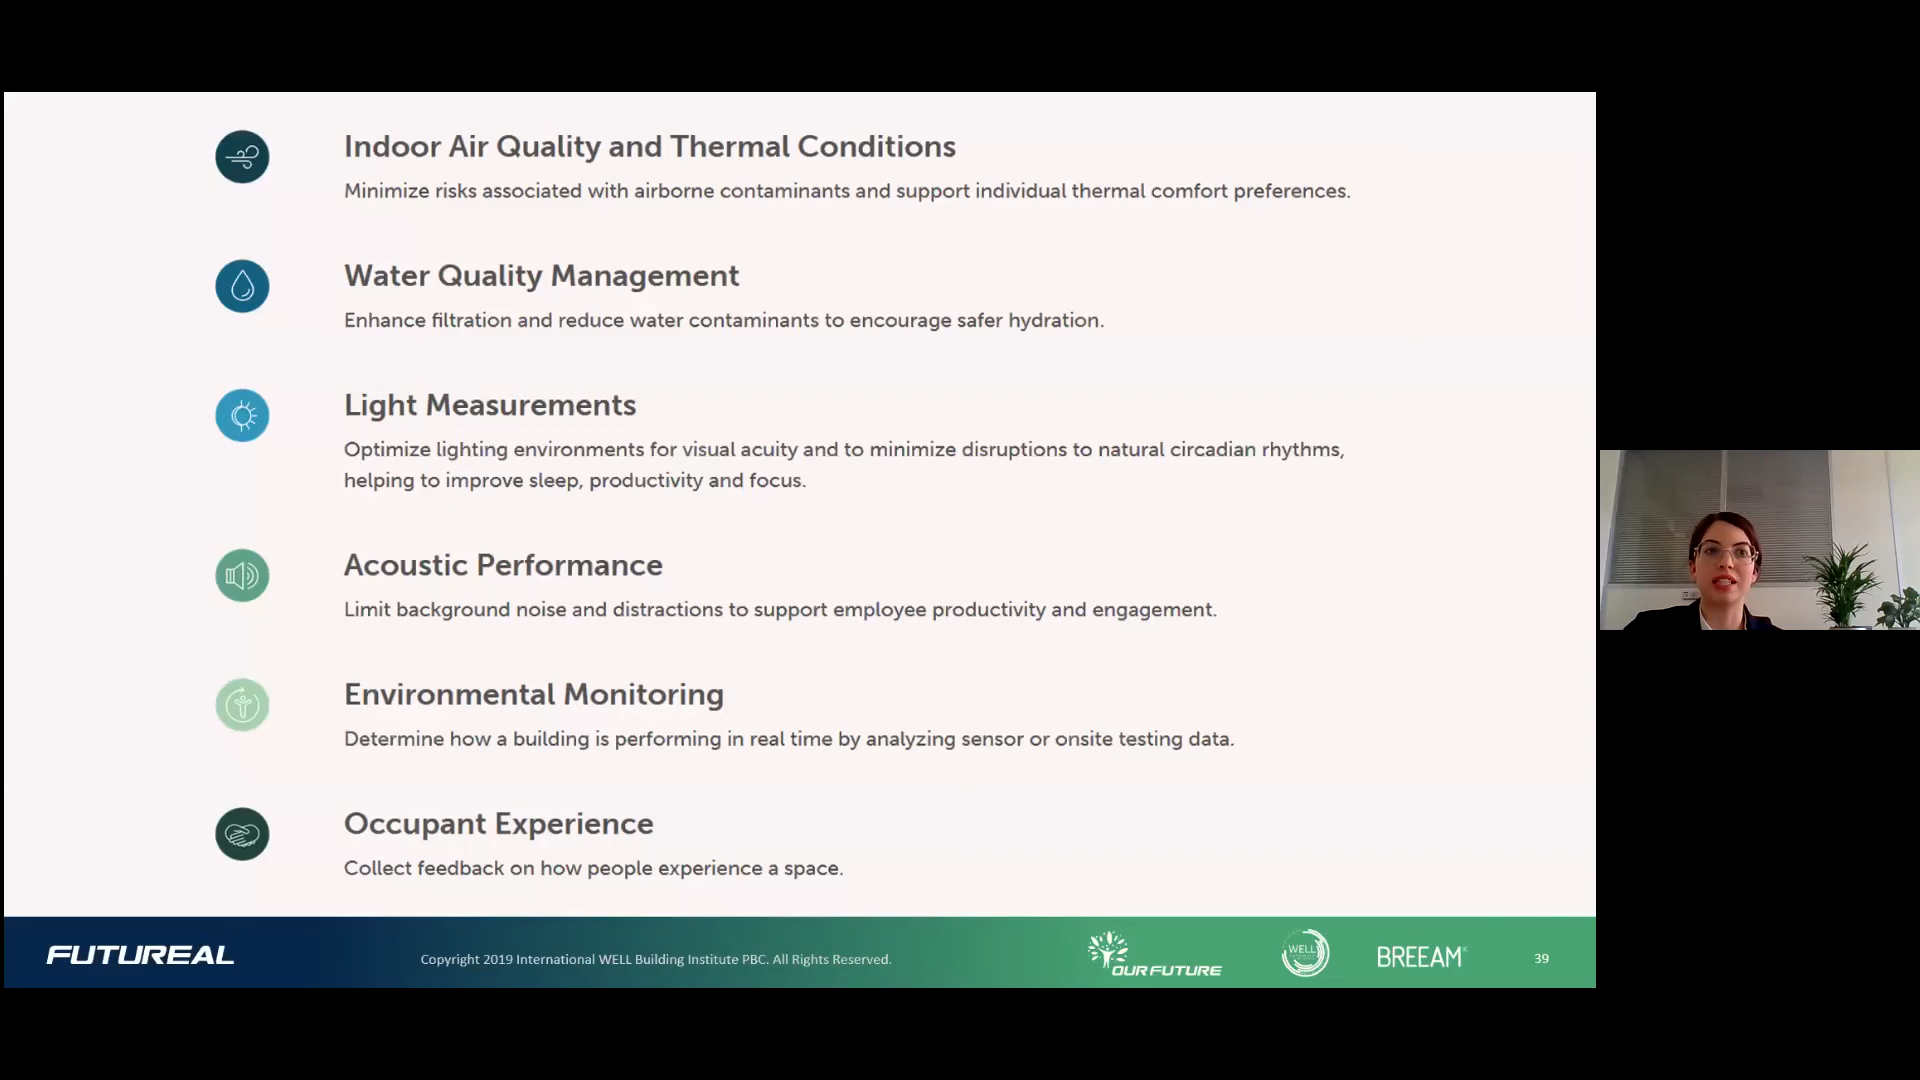 Indoor Air Quality and Thermal Conditions
Minimize risks associated with airborne contaminants and support individual thermal comfort preferences.
Water Quality Management
Enhance filtration and reduce water contaminants to encourage safer hydration.
Light Measurements
Optimize lighting environments for visual acuity and to minimize disruptions to natural circadian rhythms,
helping to improve sleep, productivity and focus.
Acoustic Performance
Limit background noise and distractions to support employee productivity and engagement.
Environmental Monitoring
Determine how a building is performing in real time by analyzing sensor or onsite testing data.
Occupant Experience
Collect feedback on how people experience a space.
FUTUREAL
Copyright 2019 International WELL Building Institute PBC. All Rights Reserved.
OUR FUTURE
WELL
BREEAM®
39